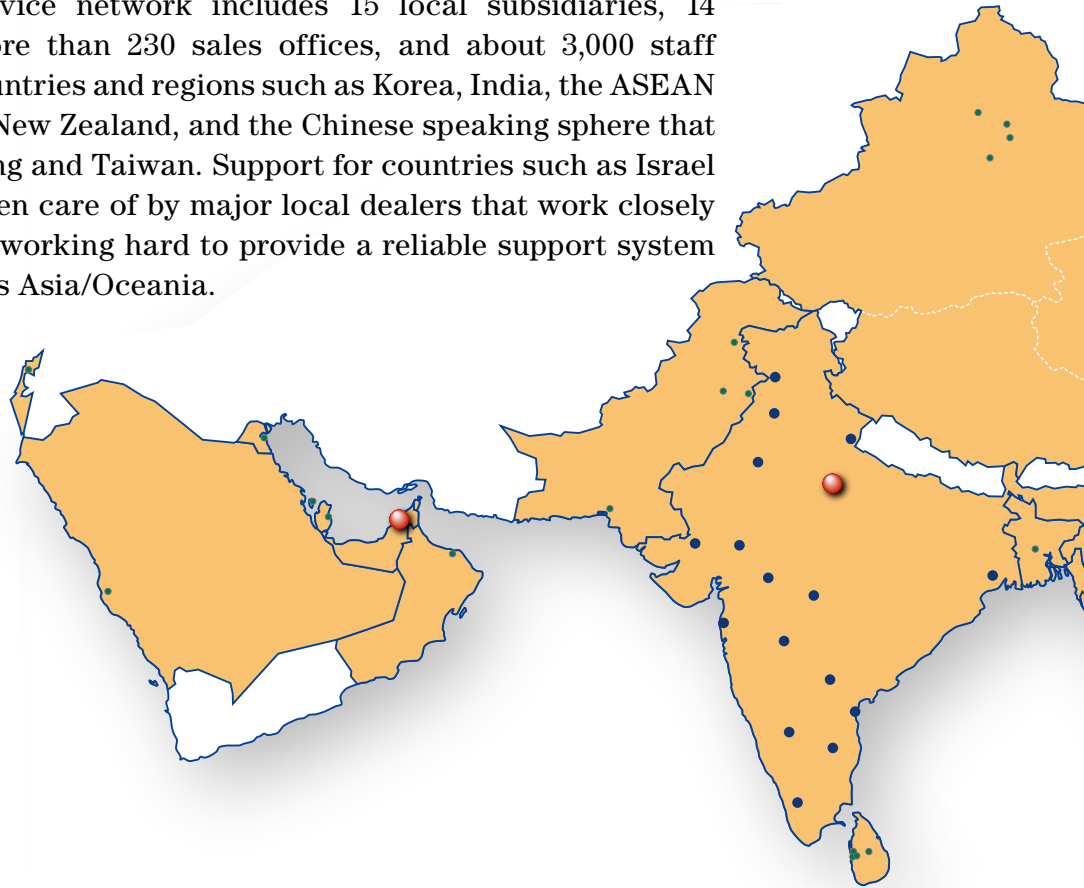 vice network includes 15 local subsidiaries, 14
re than 230 sales offices, and about 3,000 staff
untries and regions such as Korea, India, the ASEAN
New Zealand, and the Chinese speaking sphere that
ng and Taiwan. Support for countries such as Israel
en care of by major local dealers that work closely
working hard to provide a reliable support system
s Asia/Oceania.